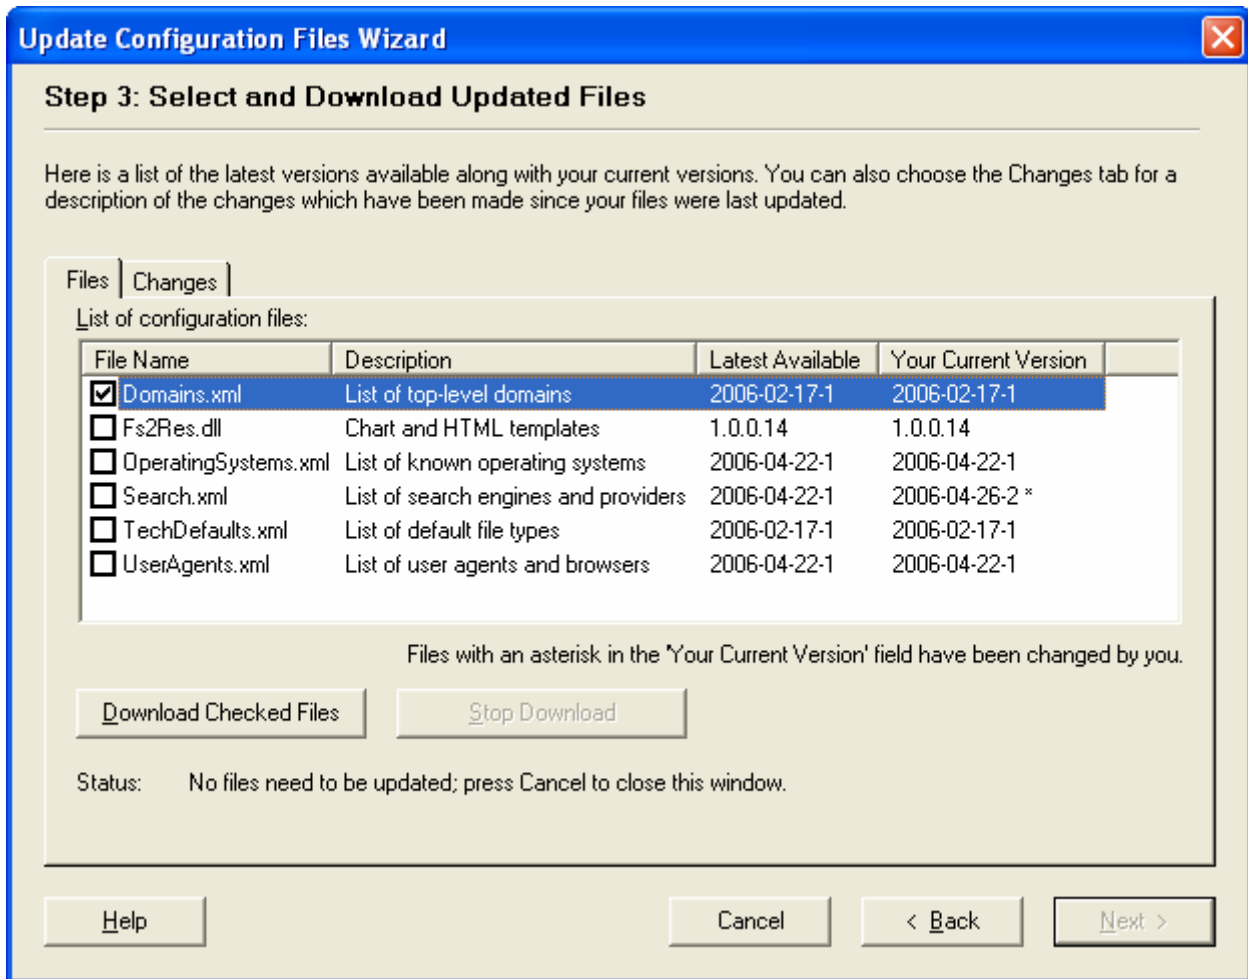 Update Configuration Files Wizard
Step 3: Select and Download Updated Files
Here is a list of the latest versions available along with your current versions. You can also choose the Changes tab for a
description of the changes which have been made since your files were last updated.
Files Changes
List of configuration files:
File Name Description Latest Available Your Current Version
Domains.xml List of top-level domains 2006-02-17-1 2006-02-17-1
Fs2Res.dll Chart and HTML templates 1.0.0.14 1.0.0.14
OperatingSystems.xml List of known operating systems 2006-04-22-1 2006-04-22-1
Search.xml List of search engines and providers 2006-04-22-1 2006-04-26-2 *
TechDefaults.xml List of default file types 2006-02-17-1 2006-02-17-1
UserAgents.xml List of user agents and browsers 2006-04-22-1 2006-04-22-1
Files with an asterisk in the 'Your Current Version' field have been changed by you.
Download Checked Files Stop Download
Status: No files need to be updated; press Cancel to close this window.
Help Cancel < Back Next >